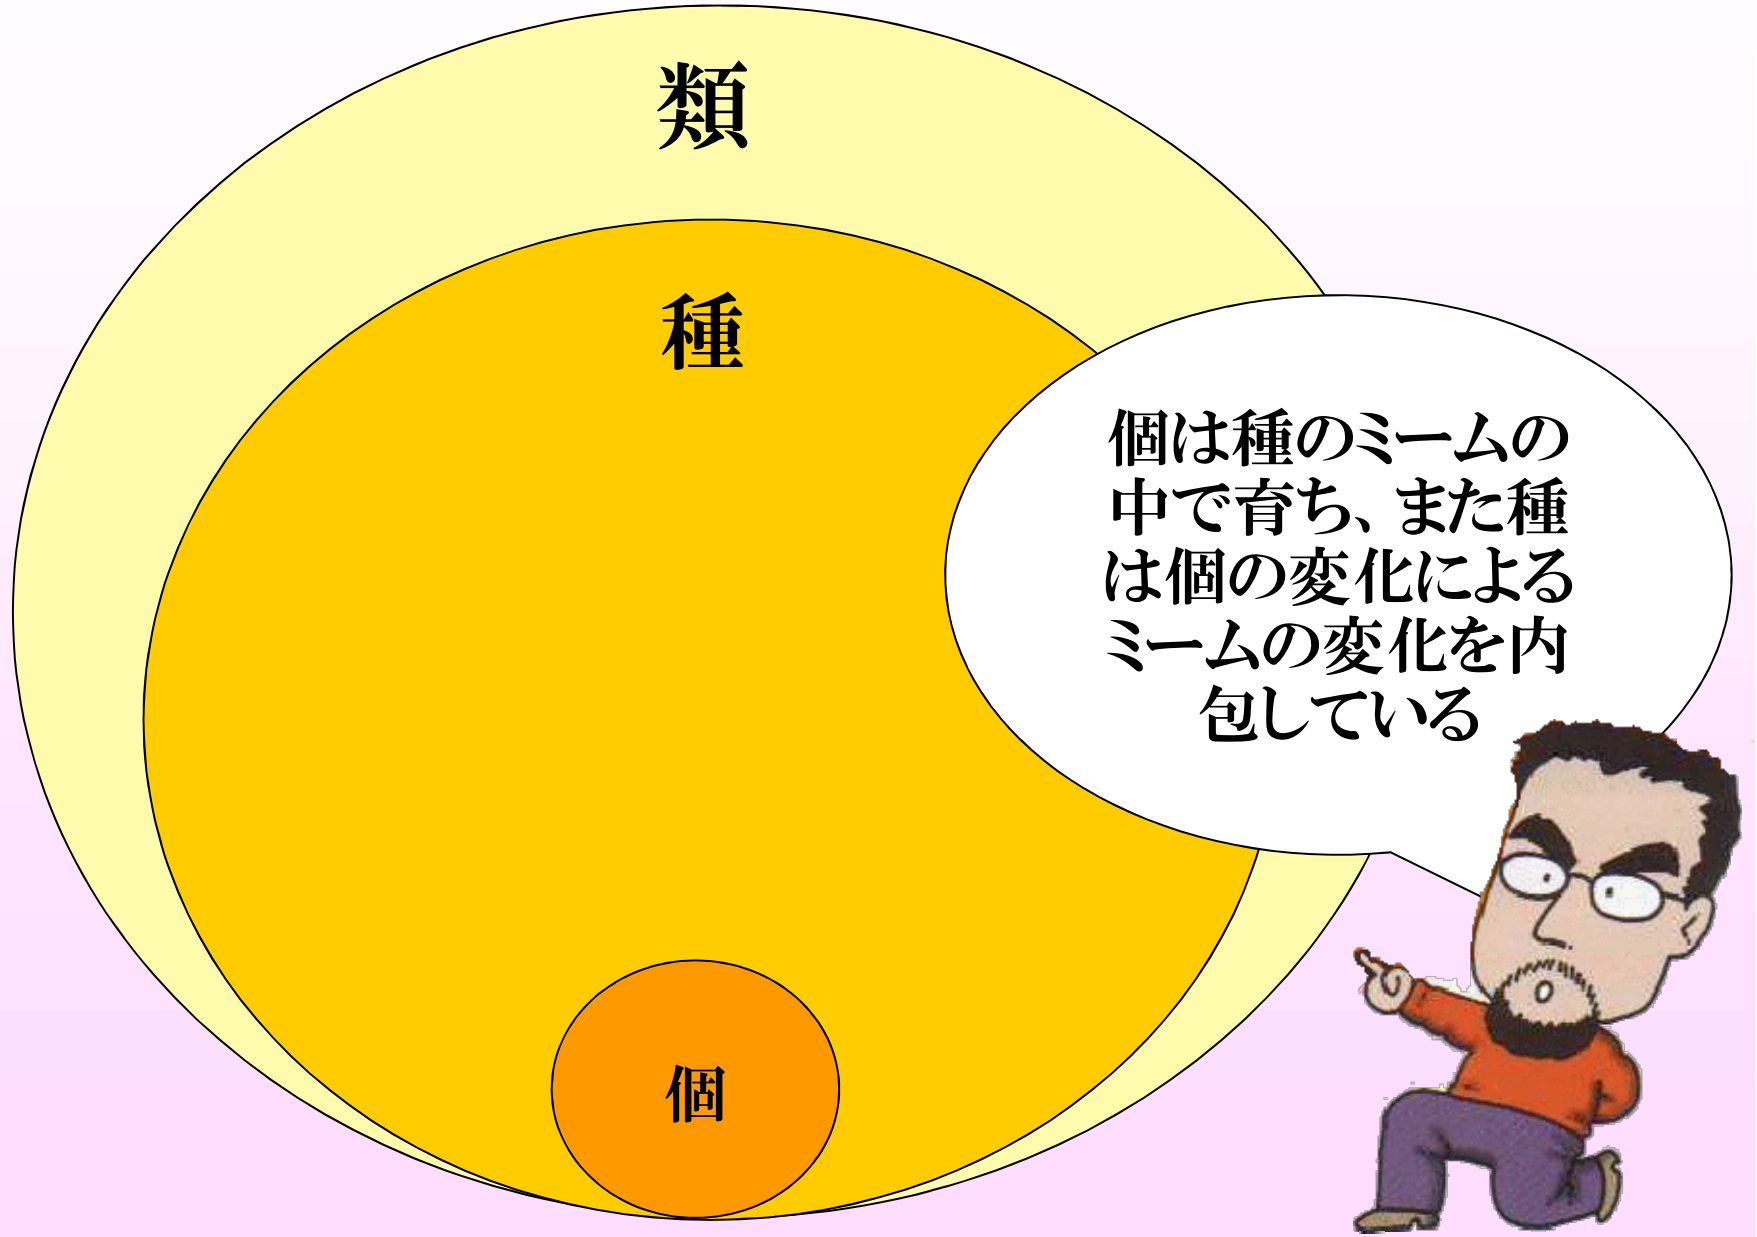 類
種
個は種のミームの
中で育ち、また種
は個の変化による
ミームの変化を内
包している
個